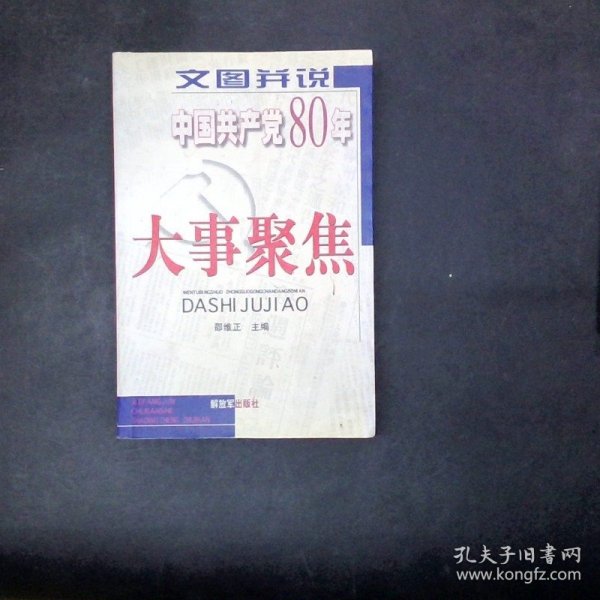 文图并说
中国共产党80年
大事聚焦
DASHI JUJIAO
邵维正 主编
解放军出版社
孔夫子旧书网
www.kongfz.com